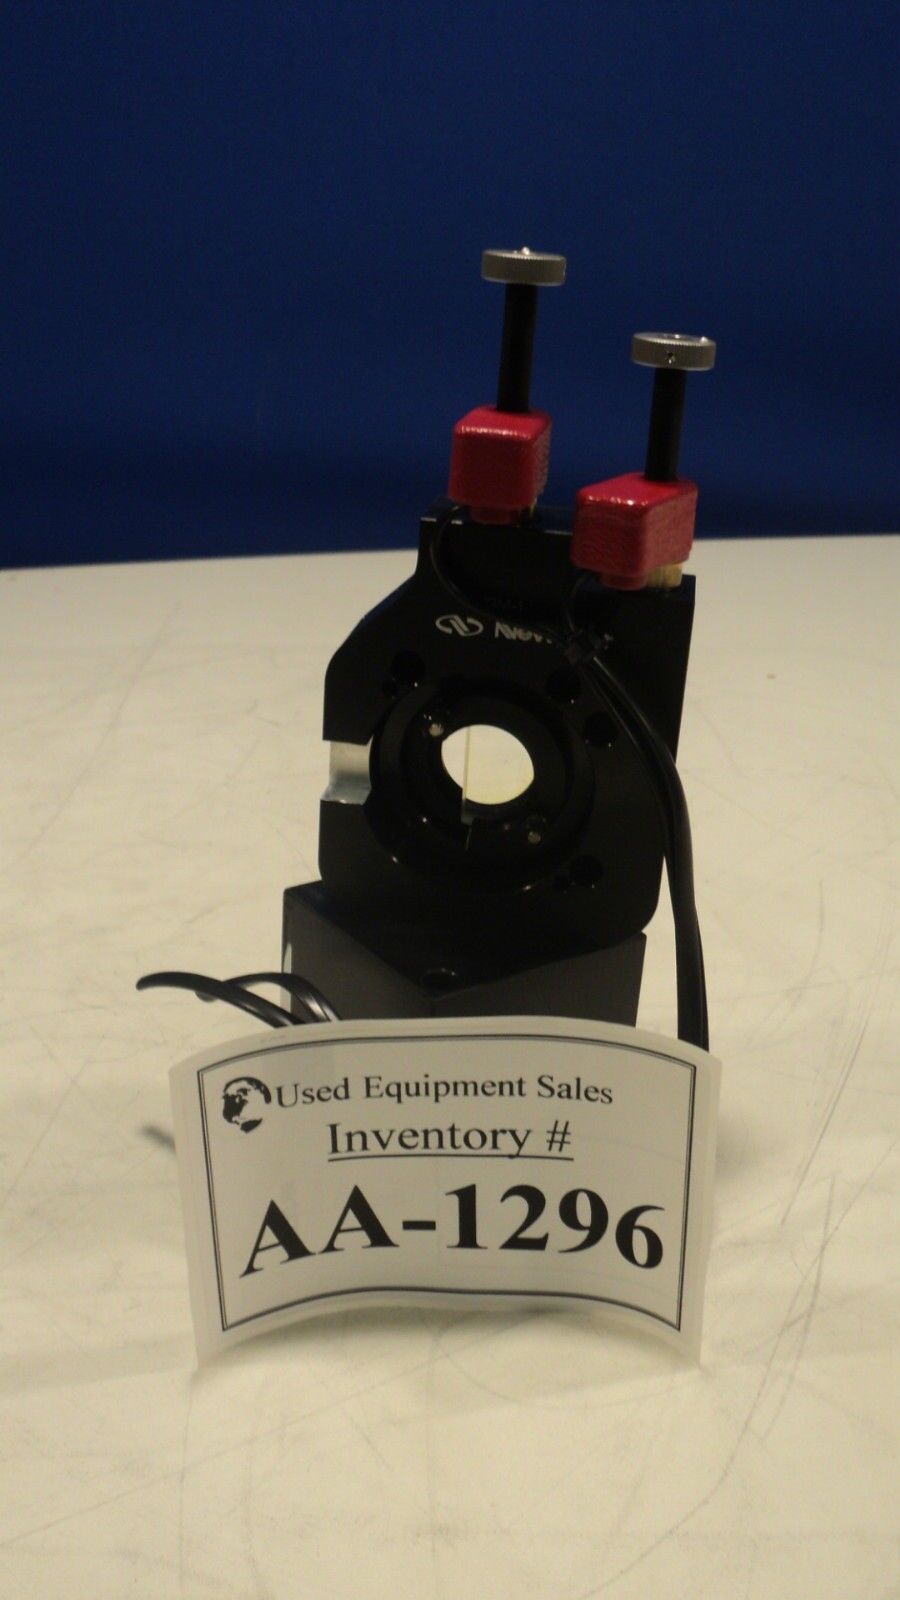 Used Equipment Sales
Inventory #
AA-1296